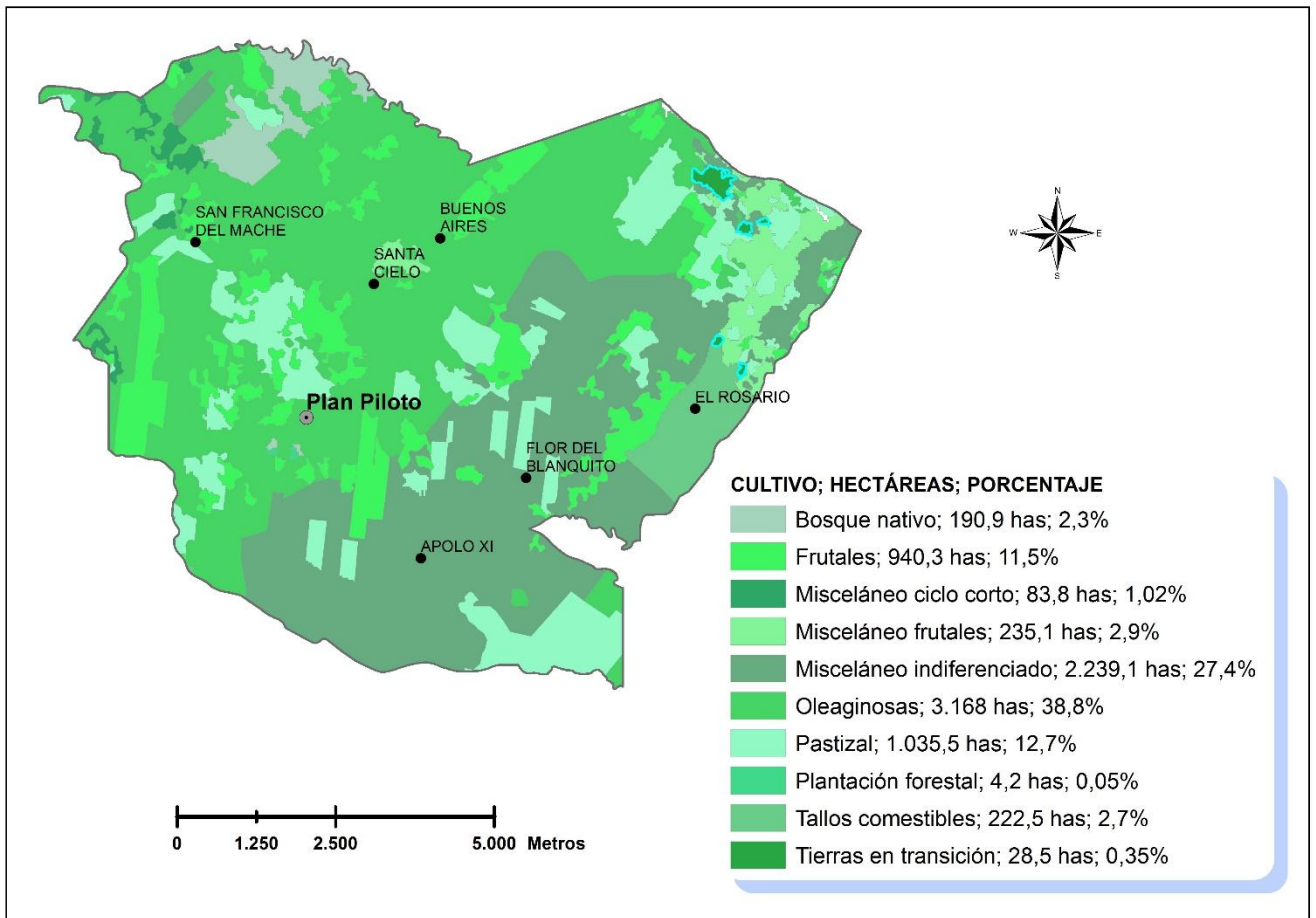 SAN FRANCISCO
DEL MACHE
BUENOS
AIRES
SANTA
CIELO
N
W
E
S
Plan Piloto
EL ROSARIO
FLOR DEL
BLANQUITO
APOLO XI
CULTIVO; HECTÁREAS; PORCENTAJE
Bosque nativo; 190,9 has; 2,3%
Frutales; 940,3 has; 11,5%
Misceláneo ciclo corto; 83,8 has; 1,02%
Misceláneo frutales; 235,1 has; 2,9%
Misceláneo indiferenciado; 2.239,1 has; 27,4%
Oleaginosas; 3.168 has; 38,8%
Pastizal; 1.035,5 has; 12,7%
Plantación forestal; 4,2 has; 0,05%
Tallos comestibles; 222,5 has; 2,7%
Tierras en transición; 28,5 has; 0,35%
0 1.250 2.500 5.000 Metros